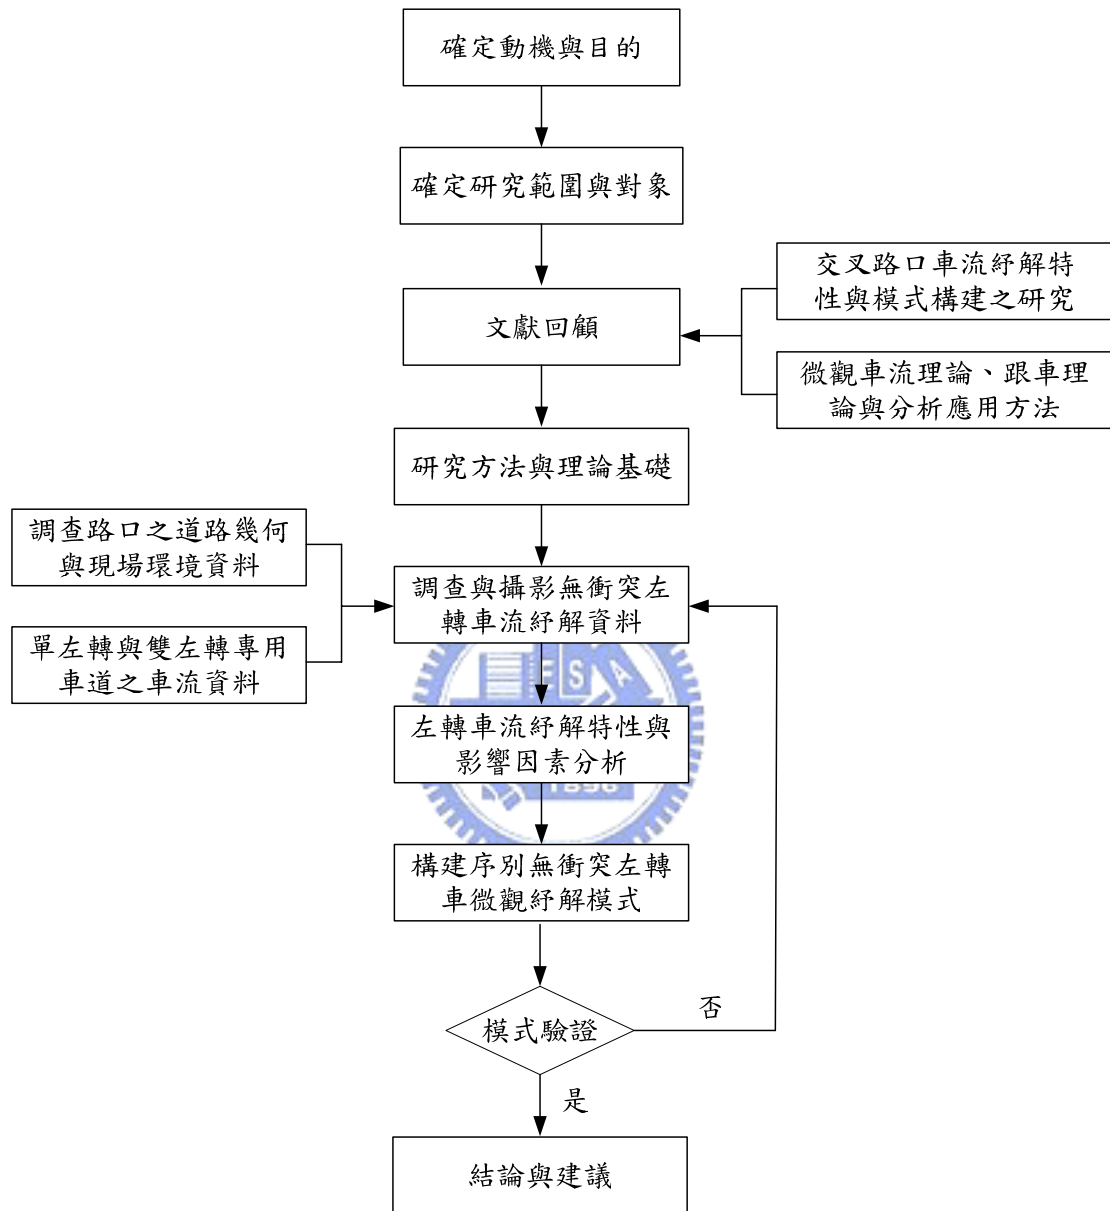 確定動機與目的
確定研究範圍與對象
交叉路口車流紓解特
性與模式構建之研究
文獻回顧
微觀車流理論、跟車理
論與分析應用方法
研究方法與理論基礎
調查路口之道路幾何
與現場環境資料
調查與攝影無衝突左
轉車流紓解資料
單左轉與雙左轉專用
車道之車流資料
ESA
左轉車流紓解特性與
影響因素分析
1896
構建序別無衝突左轉
車微觀紓解模式
模式驗證
否
是
結論與建議